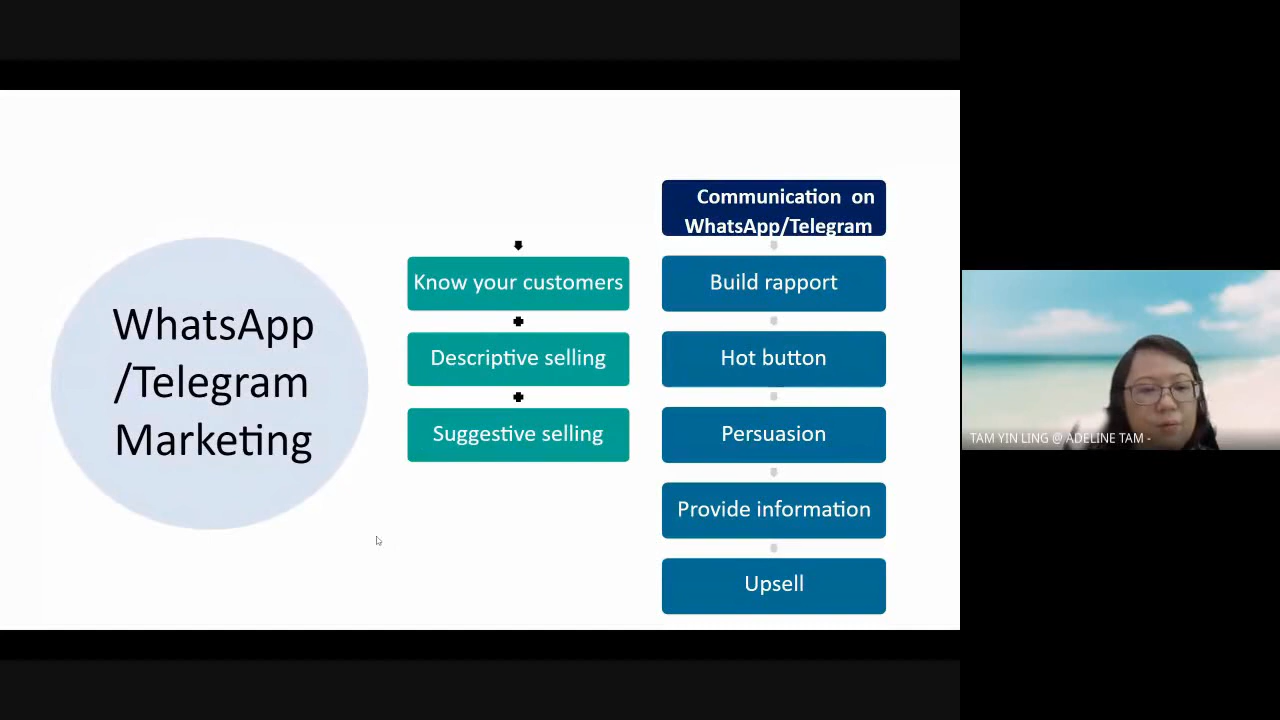 WhatsApp
/Telegram
Marketing
Know your customers
Descriptive selling
Suggestive selling
Communication on
WhatsApp/Telegram
Build rapport
Hot button
Persuasion
Provide information
Upsell
TAM YIN LING @ ADELINE TAM -